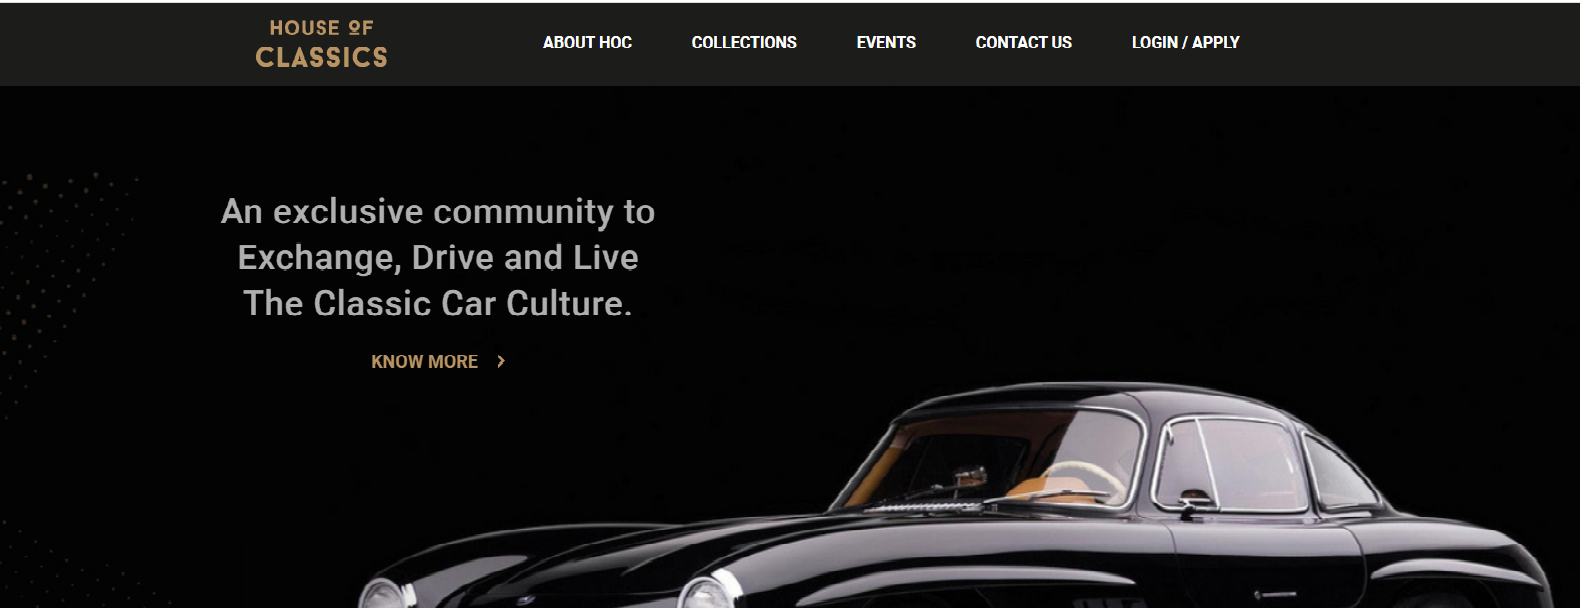 HOUSE OF
CLASSICS
ABOUT HOC
COLLECTIONS
EVENTS
CONTACT US
LOGIN / APPLY
An exclusive community to
Exchange, Drive and Live
The Classic Car Culture.
KNOW MORE